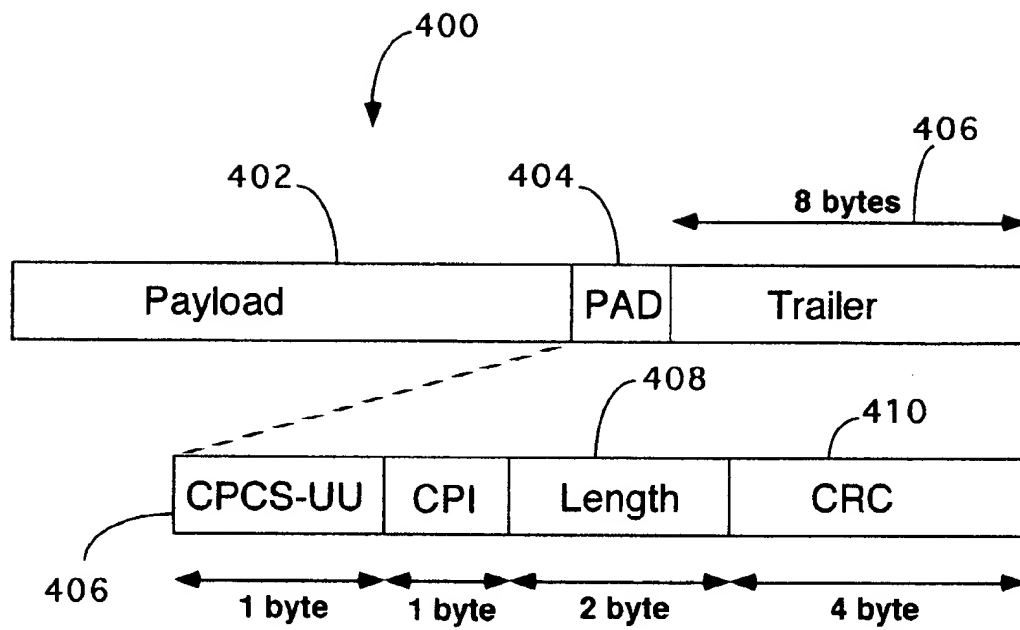 400
406
402 404
8 bytes
Payload PAD Trailer
408
410
CPCS-UU CPI Length CRC
406
1 byte 1 byte 2 byte 4 byte